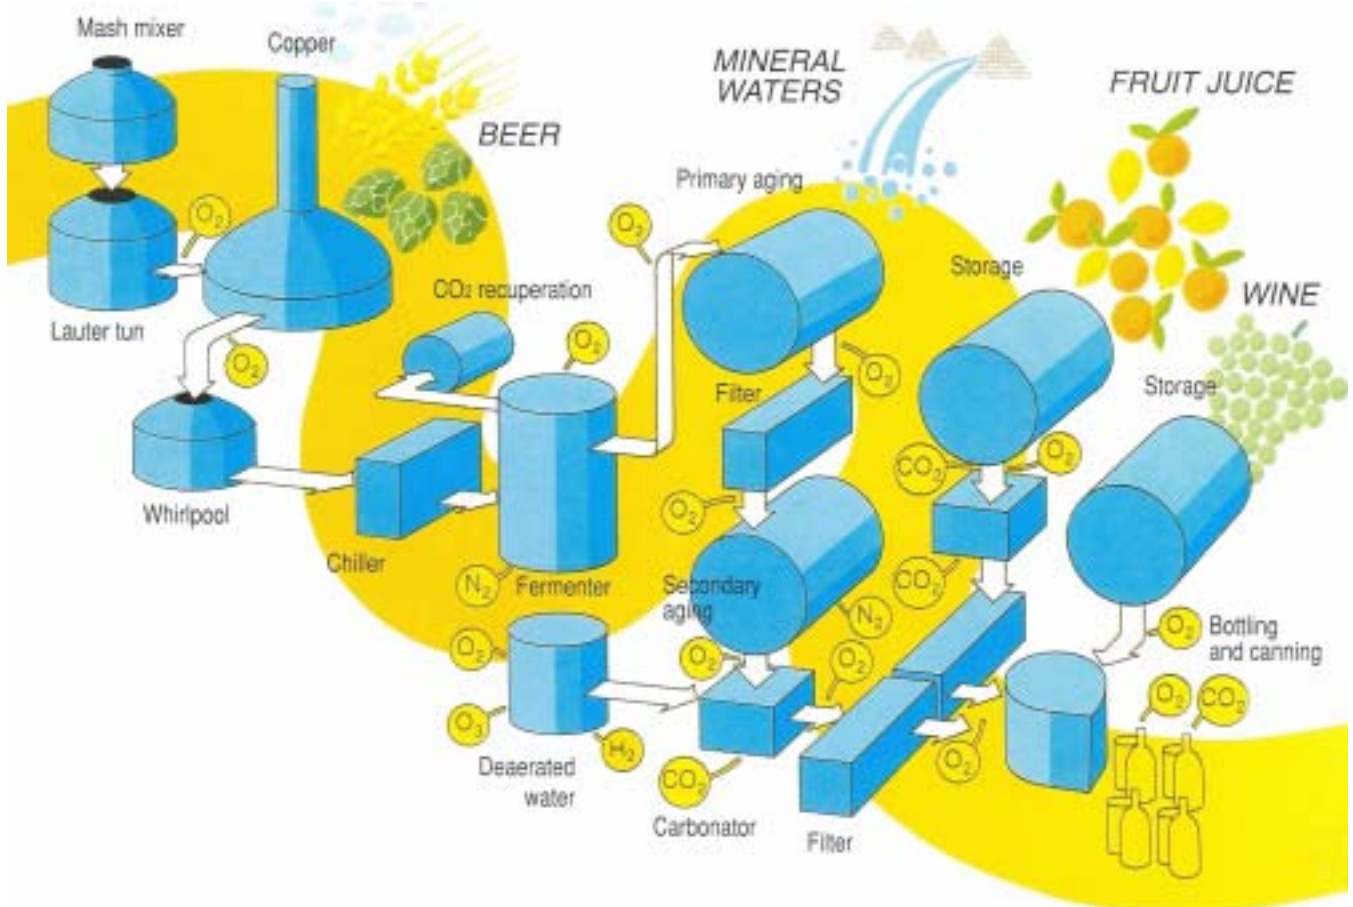 Mash mixer
Copper
MINERAL
WATERS
FRUIT JUICE
BEER
Primary aging
O₂
O₂
Storage
CO₂ recuperation
WINE
Lauter tun
O₂
O₂
O₂
Filter
Storage
CO₂
O₂
O₂
Whirlpool
Chiller
N₂
Fermenter
Secondary
aging
CO₂
N₂
O₂
O₂
O₂
O₂
Bottling
and canning
O₃
H₂
O₂
CO₂
Deaerated
water
CO₂
O₂
Carbonator
Filter